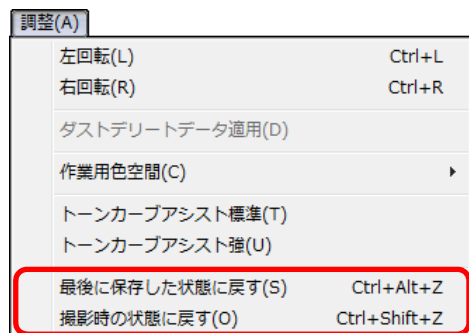 調整(A)
左回転(L) Ctrl+L
右回転(R) Ctrl+R
ダストデリートデータ適用(D)
作業用色空間(C)
トーンカーブアシスト標準(T)
トーンカーブアシスト強(U)
最後に保存した状態に戻す(S) Ctrl+Alt+Z
撮影時の状態に戻す(O) Ctrl+Shift+Z